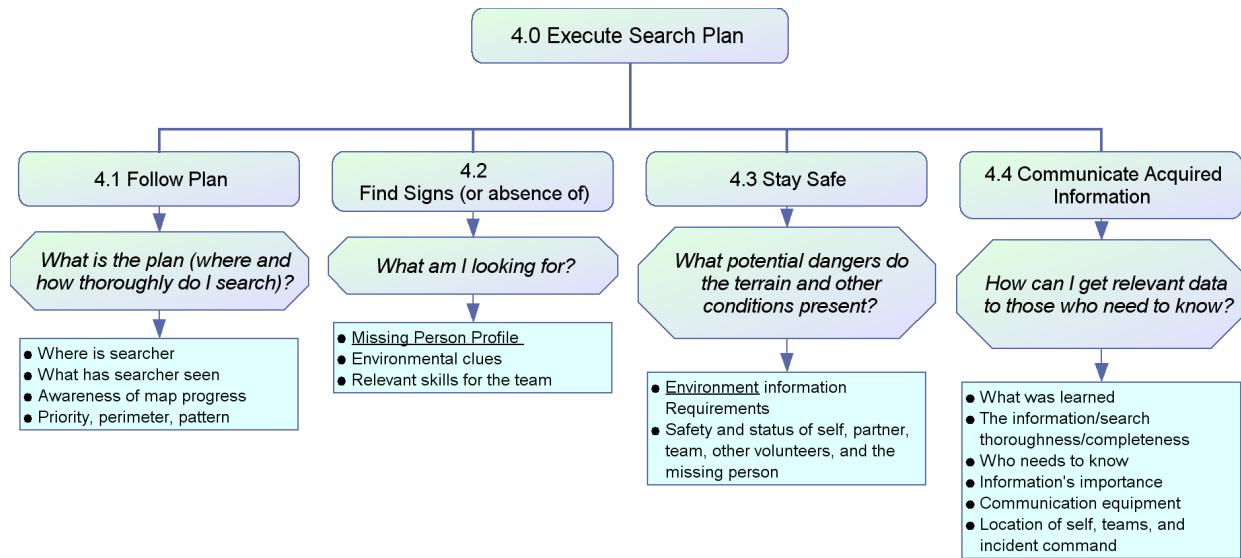 4.0 Execute Search Plan
4.1 Follow Plan
What is the plan (where and
how thoroughly do I search)?
● Where is searcher
● What has searcher seen
● Awareness of map progress
● Priority, perimeter, pattern
4.2
Find Signs (or absence of)
What am I looking for?
● Missing Person Profile
● Environmental clues
● Relevant skills for the team
4.3 Stay Safe
What potential dangers do
the terrain and other
conditions present?
● Environment information
Requirements
● Safety and status of self, partner,
team, other volunteers, and the
missing person
4.4 Communicate Acquired
Information
How can I get relevant data
to those who need to know?
● What was learned
● The information/search
thoroughness/completeness
● Who needs to know
● Information's importance
● Communication equipment
● Location of self, teams, and
incident command